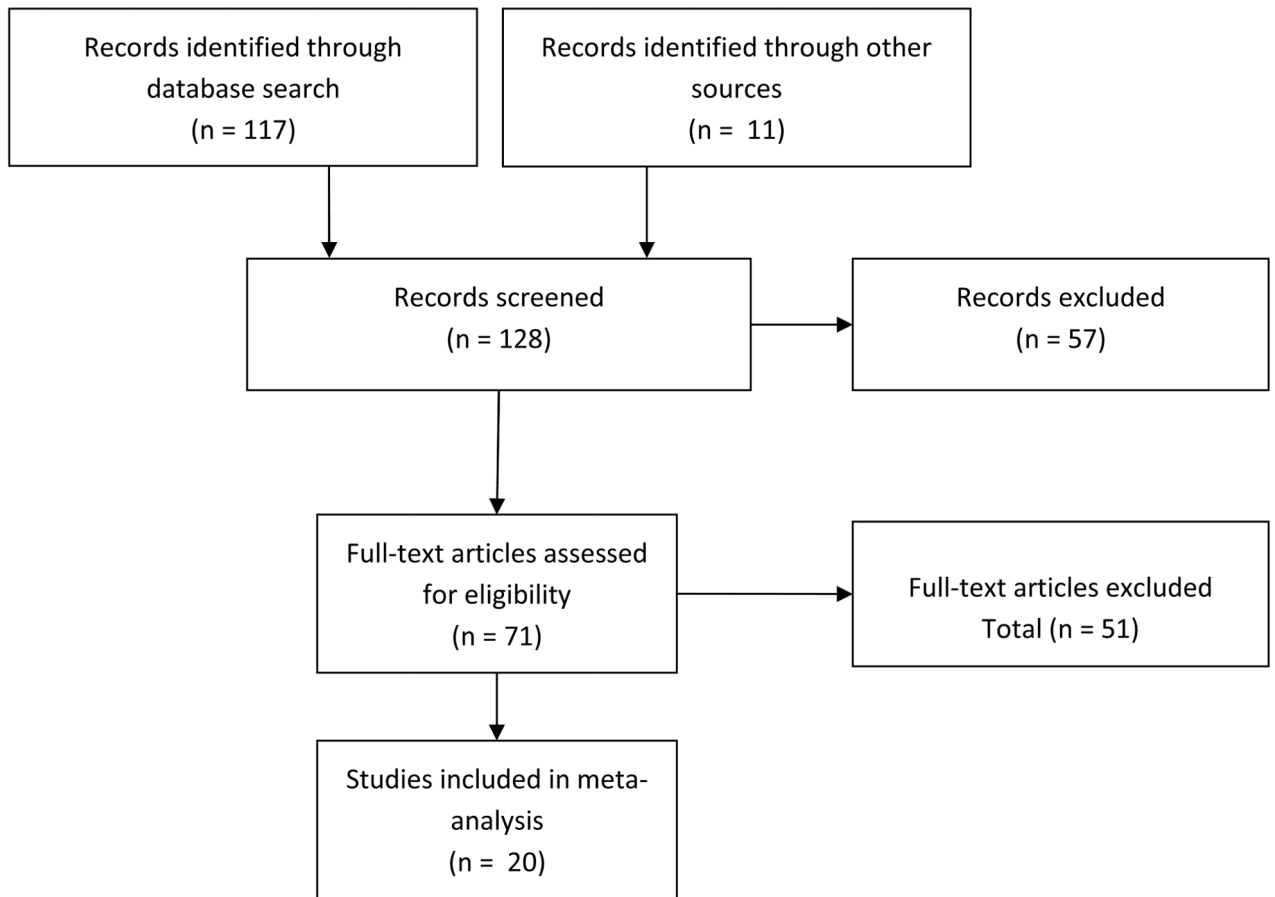 Records identified through
database search
(n = 117)
Records identified through other
sources
(n =  11)
Records screened
(n = 128)
Records excluded
(n = 57)
Full-text articles assessed
for eligibility
(n = 71)
Full-text articles excluded
Total (n = 51)
Studies included in meta-
analysis
(n =  20)